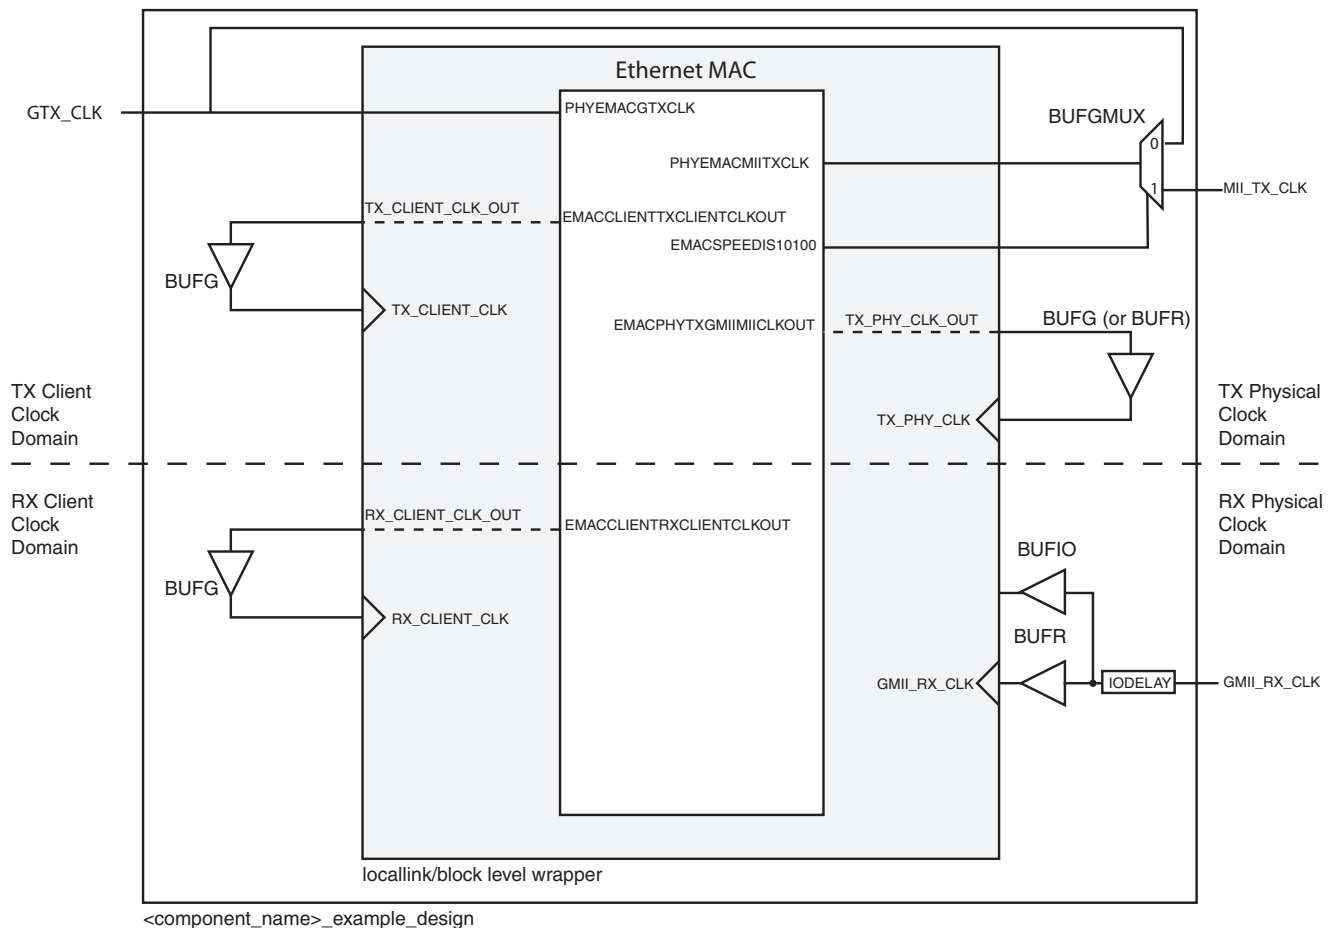 Ethernet MAC
GTX_CLK
PHYEMACGTXCLK
BUFGMUX
0
PHYEMACMIITXCLK
1
MII_TX_CLK
TX_CLIENT_CLK_OUT
EMACCLIENTTXCLIENTCLKOUT
EMACSPEEDIS10100
BUFG
TX_CLIENT_CLK
EMACPHYTXGMIIMIICLKOUT
TX_PHY_CLK_OUT
BUFG (or BUFR)
TX Client
Clock
Domain
TX_PHY_CLK
TX Physical
Clock
Domain
RX Client
Clock
Domain
RX_CLIENT_CLK_OUT
EMACCLIENTRXCLIENTCLKOUT
RX Physical
Clock
Domain
BUFG
RX_CLIENT_CLK
BUFIO
BUFR
GMII_RX_CLK
IODELAY
GMII_RX_CLK
locallink/block level wrapper
<component_name>_example_design